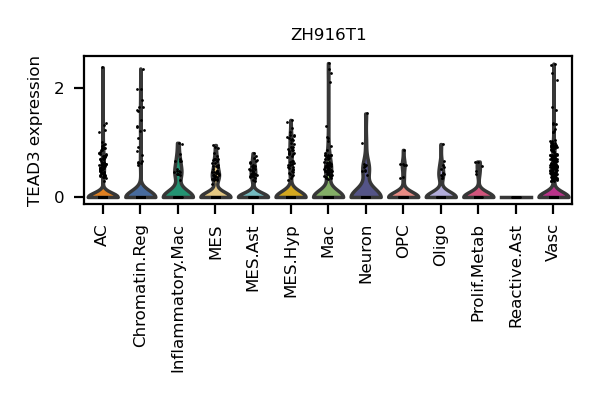 ZH916T1
TEAD3 expression
2
0
AC
Chromatin.Reg
Inflammatory.Mac
MES
MES.Ast
MES.Hyp
Mac
Neuron
OPC
Oligo
Prolif.Metab
Reactive.Ast
Vasc